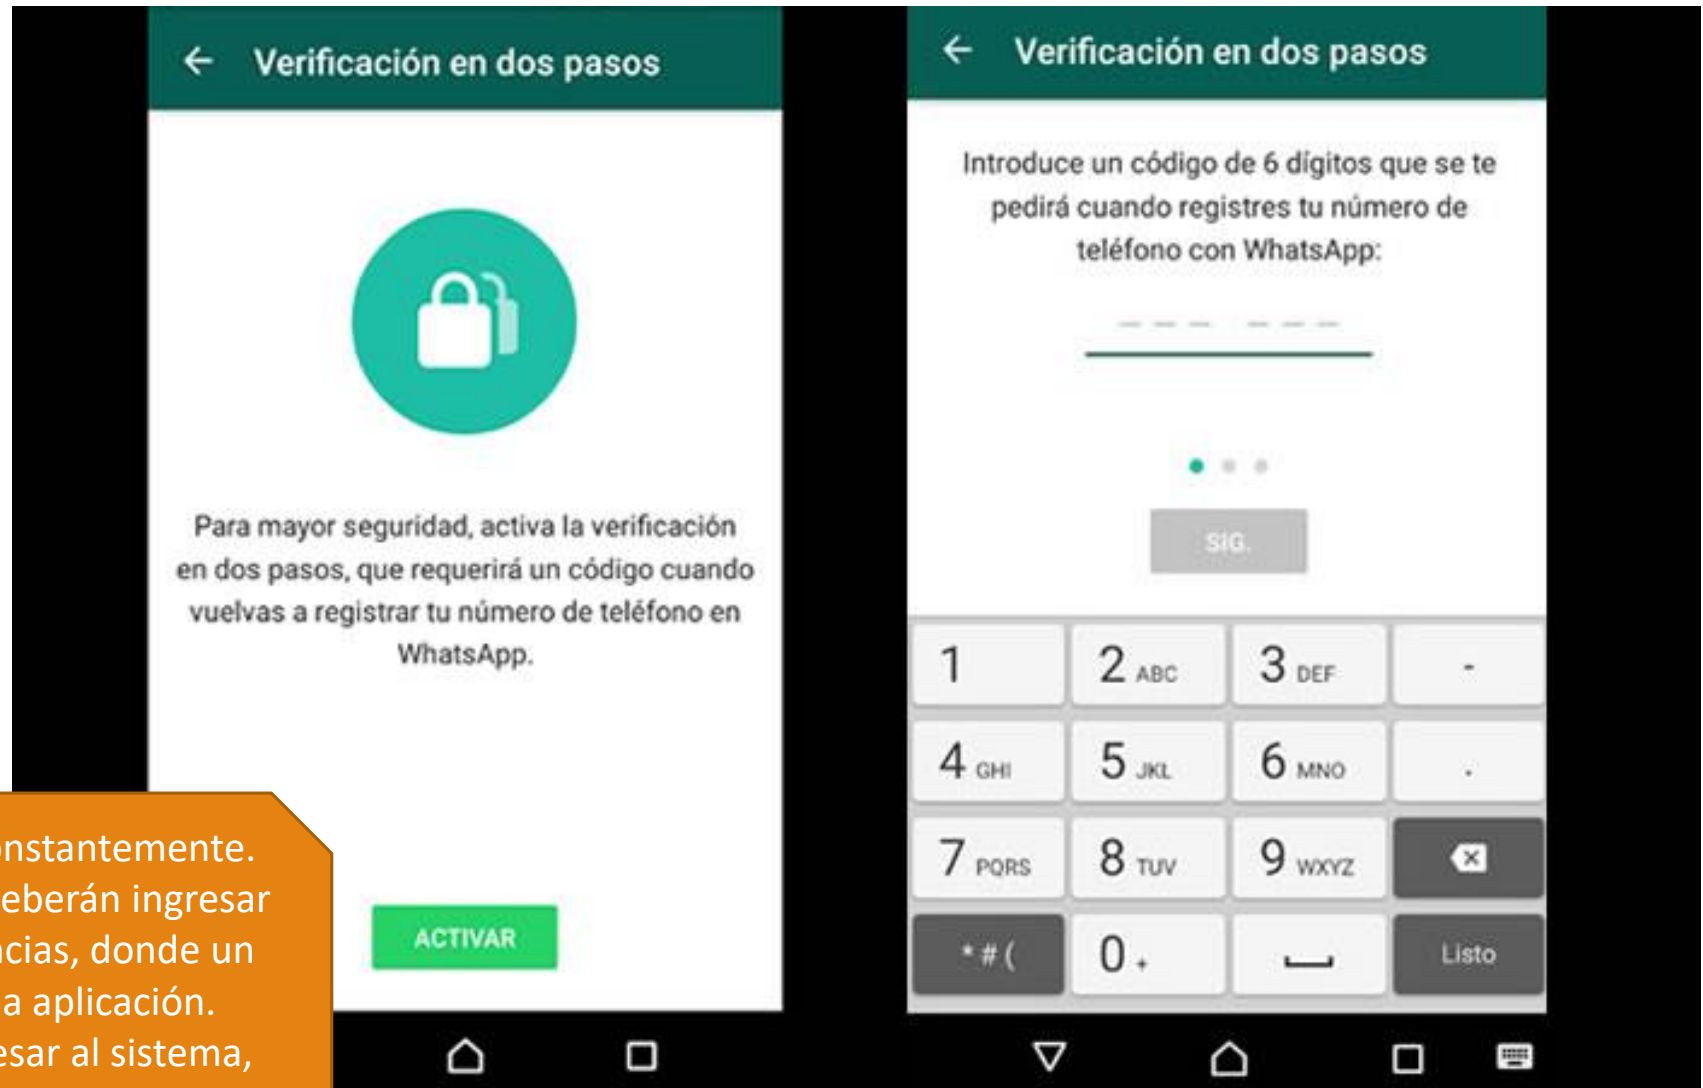 Verificación en dos pasos
Para mayor seguridad, activa la verificación
en dos pasos, que requerirá un código cuando
vuelvas a registrar tu número de teléfono en
WhatsApp.
ACTIVAR
onstantemente.
eberán ingresar
cias, donde un
a aplicación.
esar al sistema,
Verificación en dos pasos
Introduce un código de 6 dígitos que se te
pedirá cuando registres tu número de
teléfono con WhatsApp:
SIG.
1 2 ABC 3 DEF -
4 GHI 5 JKL 6 MNO .
7 PQRS 8 TUV 9 WXYZ
* # ( 0 + Listo